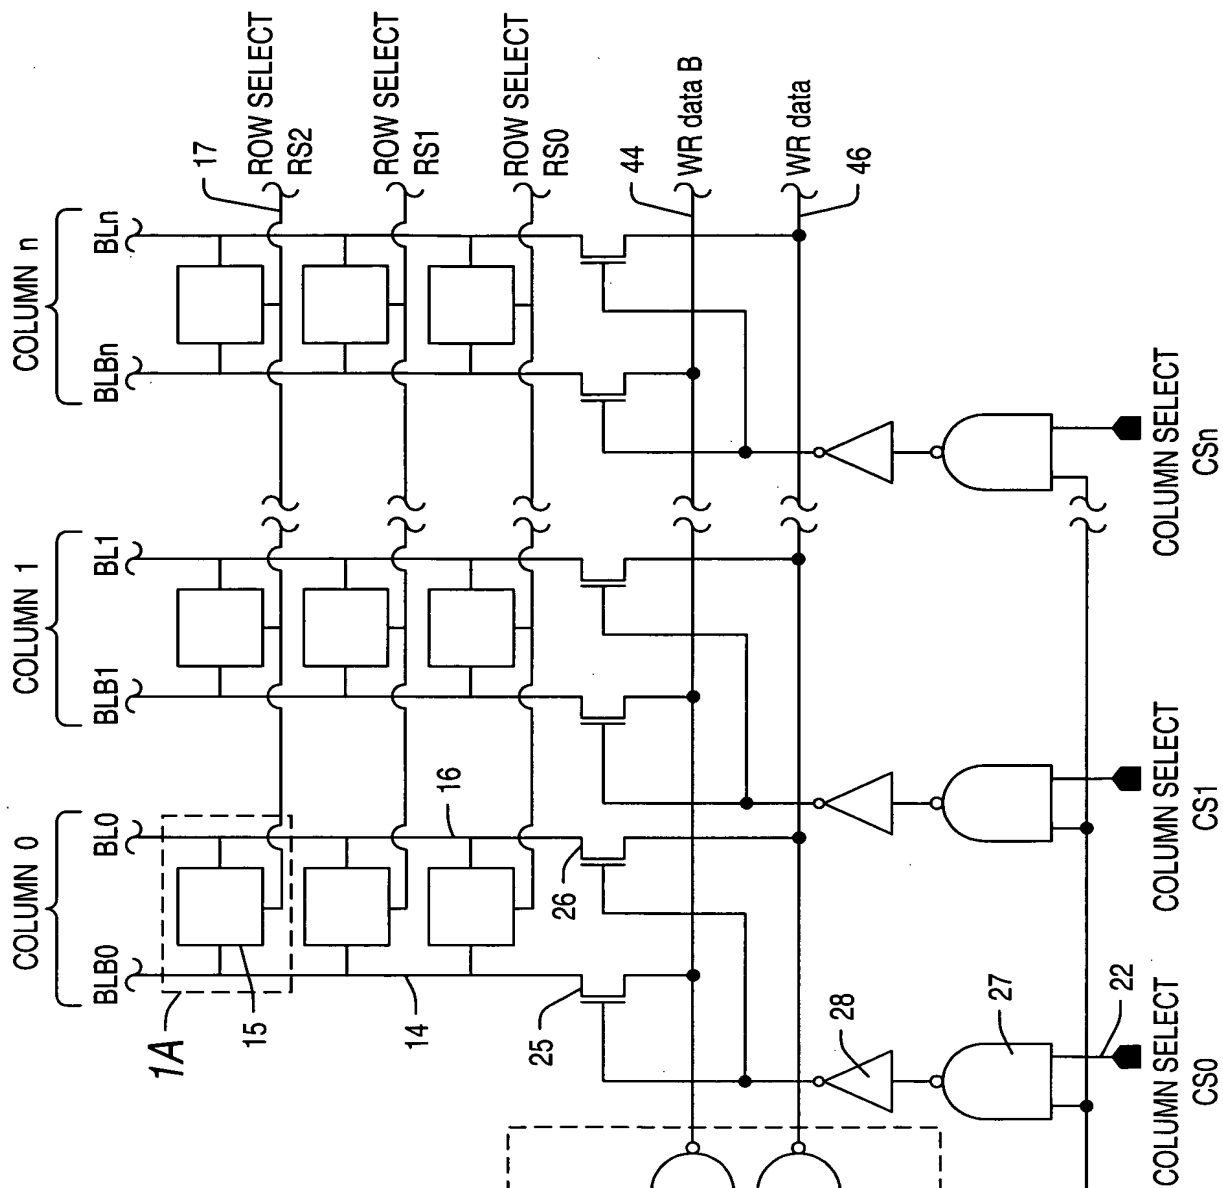 COLUMN 0
COLUMN 1
COLUMN n
BLB0
BL0
BLB1
BL1
BLBn
BLn
17
ROW SELECT
RS2
ROW SELECT
RS1
ROW SELECT
RS0
1A
15
14
16
25
26
44
WR data B
WR data
46
28
27
22
COLUMN SELECT
CS0
COLUMN SELECT
CS1
COLUMN SELECT
CSn